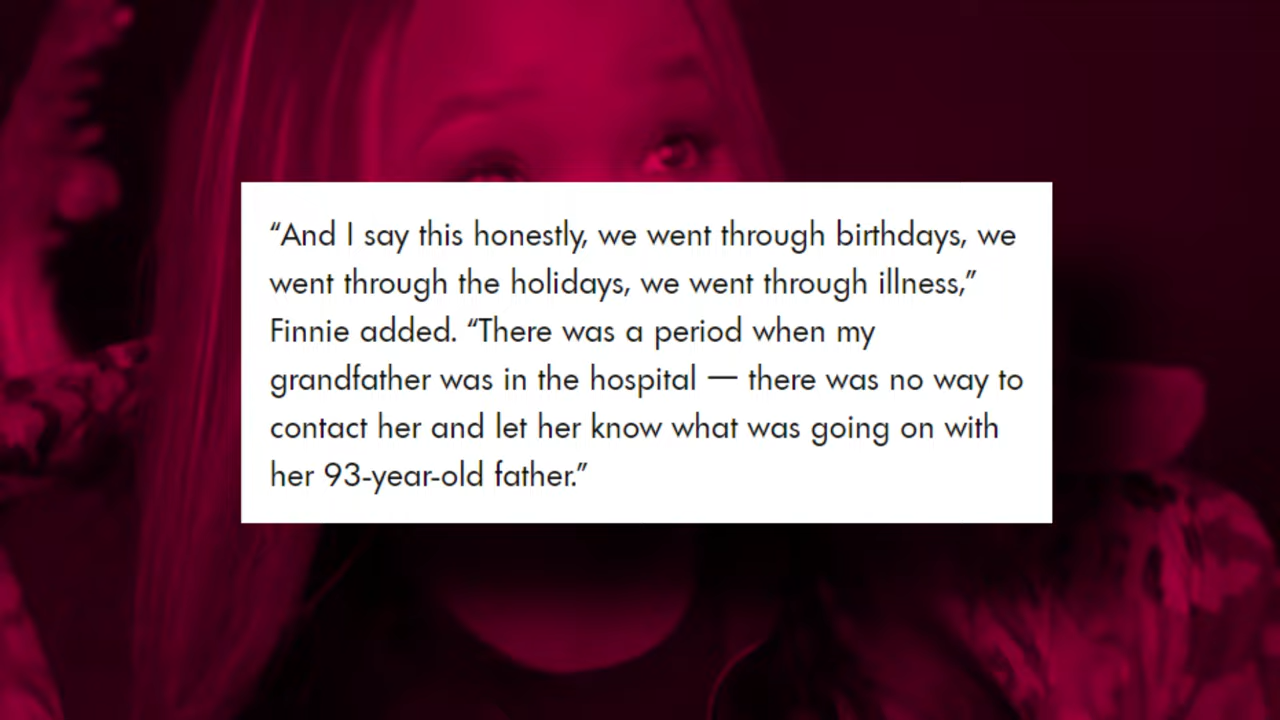 “And I say this honestly, we went through birthdays, we
went through the holidays, we went through illness,”
Finnie added. “There was a period when my
grandfather was in the hospital — there was no way to
contact her and let her know what was going on with
her 93-year-old father.”